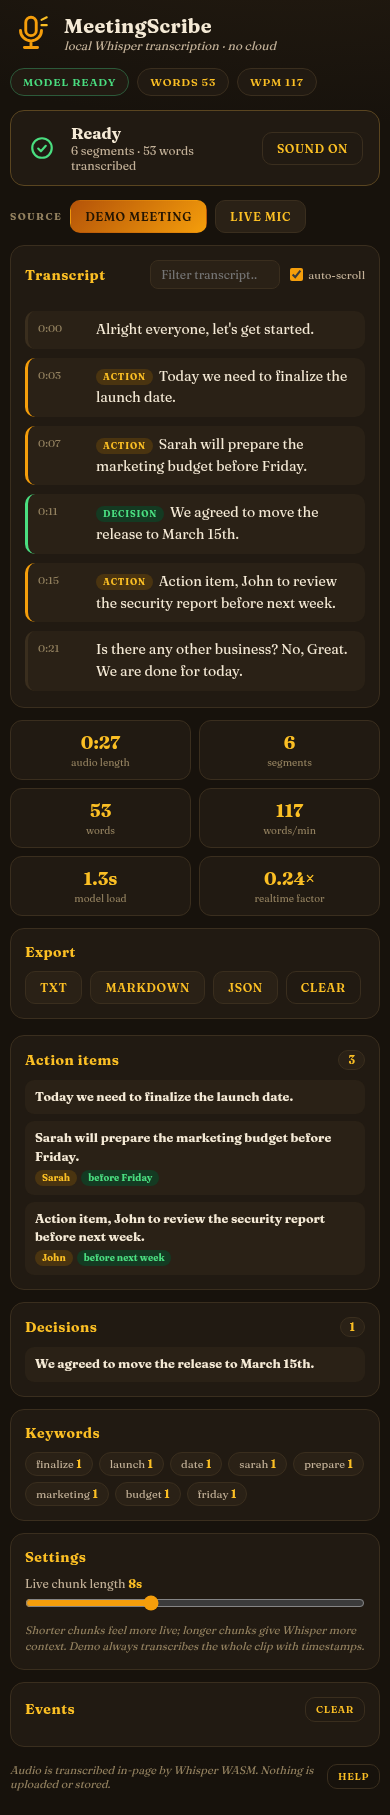 MeetingScribe
local Whisper transcription · no cloud
MODEL READY
WORDS 53
WPM 117
Ready
6 segments · 53 words
transcribed
SOUND ON
SOURCE
DEMO MEETING
LIVE MIC
Transcript
Filter transcript..
auto-scroll
0:00
Alright everyone, let's get started.
0:03
ACTION Today we need to finalize the
launch date.
0:07
ACTION Sarah will prepare the
marketing budget before Friday.
0:11
DECISION We agreed to move the
release to March 15th.
0:15
ACTION Action item, John to review
the security report before next week.
0:21
Is there any other business? No, Great.
We are done for today.
0:27
audio length
6
segments
53
words
117
words/min
1.3s
model load
0.24×
realtime factor
Export
TXT
MARKDOWN
JSON
CLEAR
Action items
3
Today we need to finalize the launch date.
Sarah will prepare the marketing budget before
Friday.
Sarah
before Friday
Action item, John to review the security report
before next week.
John
before next week
Decisions
1
We agreed to move the release to March 15th.
Keywords
finalize 1
launch 1
date 1
sarah 1
prepare 1
marketing 1
budget 1
friday 1
Settings
Live chunk length 8s
Shorter chunks feel more live; longer chunks give Whisper more
context. Demo always transcribes the whole clip with timestamps.
Events
CLEAR
Audio is transcribed in-page by Whisper WASM. Nothing is
uploaded or stored.
HELP